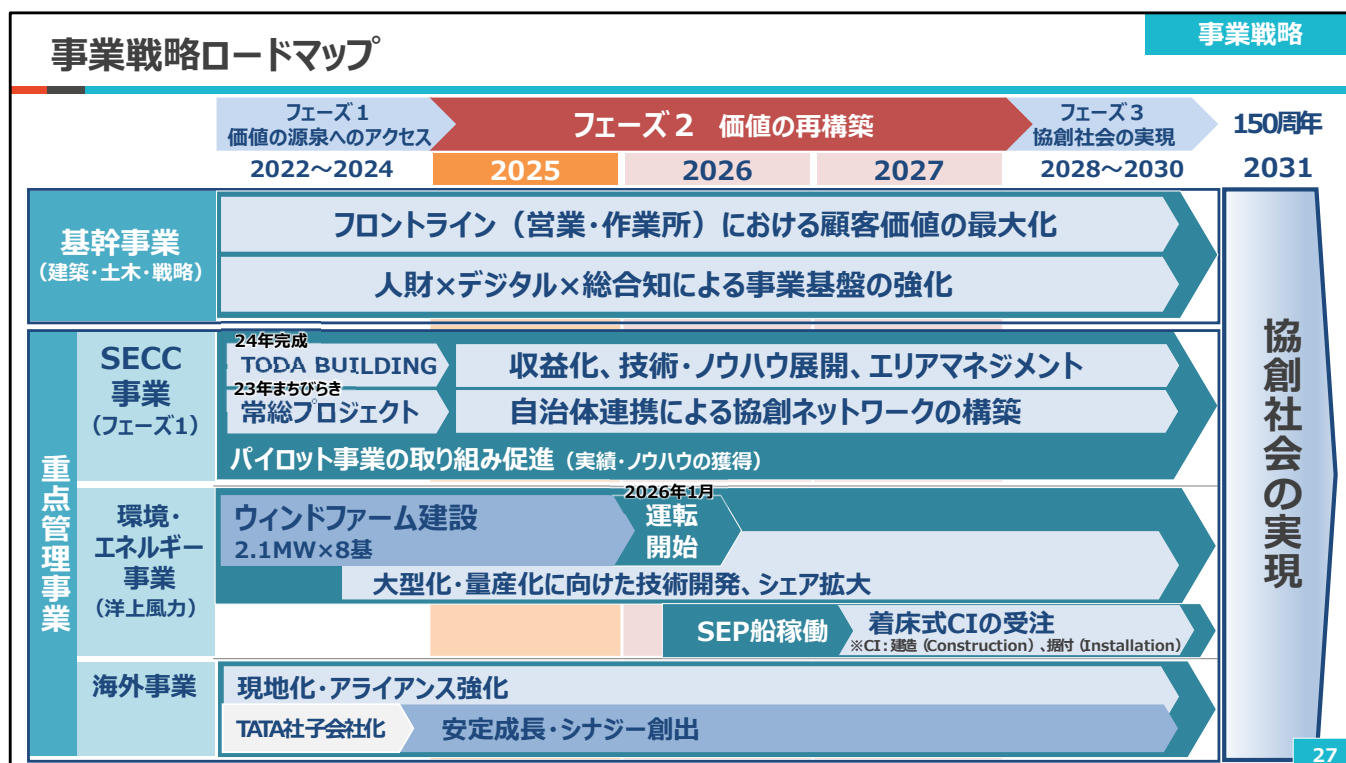 事業戦略ロードマップ
事業戦略
フェーズ1
価値の源泉へのアクセス
フェーズ2 価値の再構築
フェーズ3
協創社会の実現
150周年
2022～2024
2025
2026
2027
2028～2030
2031
基幹事業
（建築・土木・戦略）
フロントライン（営業・作業所）における顧客価値の最大化
人財×デジタル×総合知による事業基盤の強化
重点管理事業
SECC
事業
（フェーズ1）
24年完成
TODA BUILDING
収益化、技術・ノウハウ展開、エリアマネジメント
23年まちびらき
常総プロジェクト
自治体連携による協創ネットワークの構築
パイロット事業の取り組み促進（実績・ノウハウの獲得）
環境・
エネルギー
事業
（洋上風力）
ウィンドファーム建設
2.1MW×8基
2026年1月
運転
開始
大型化・量産化に向けた技術開発、シェア拡大
SEP船稼働
着床式CIの受注
※CI：建造（Construction）、据付（Installation）
海外事業
現地化・アライアンス強化
TATA社子会社化
安定成長・シナジー創出
協創社会の実現
27